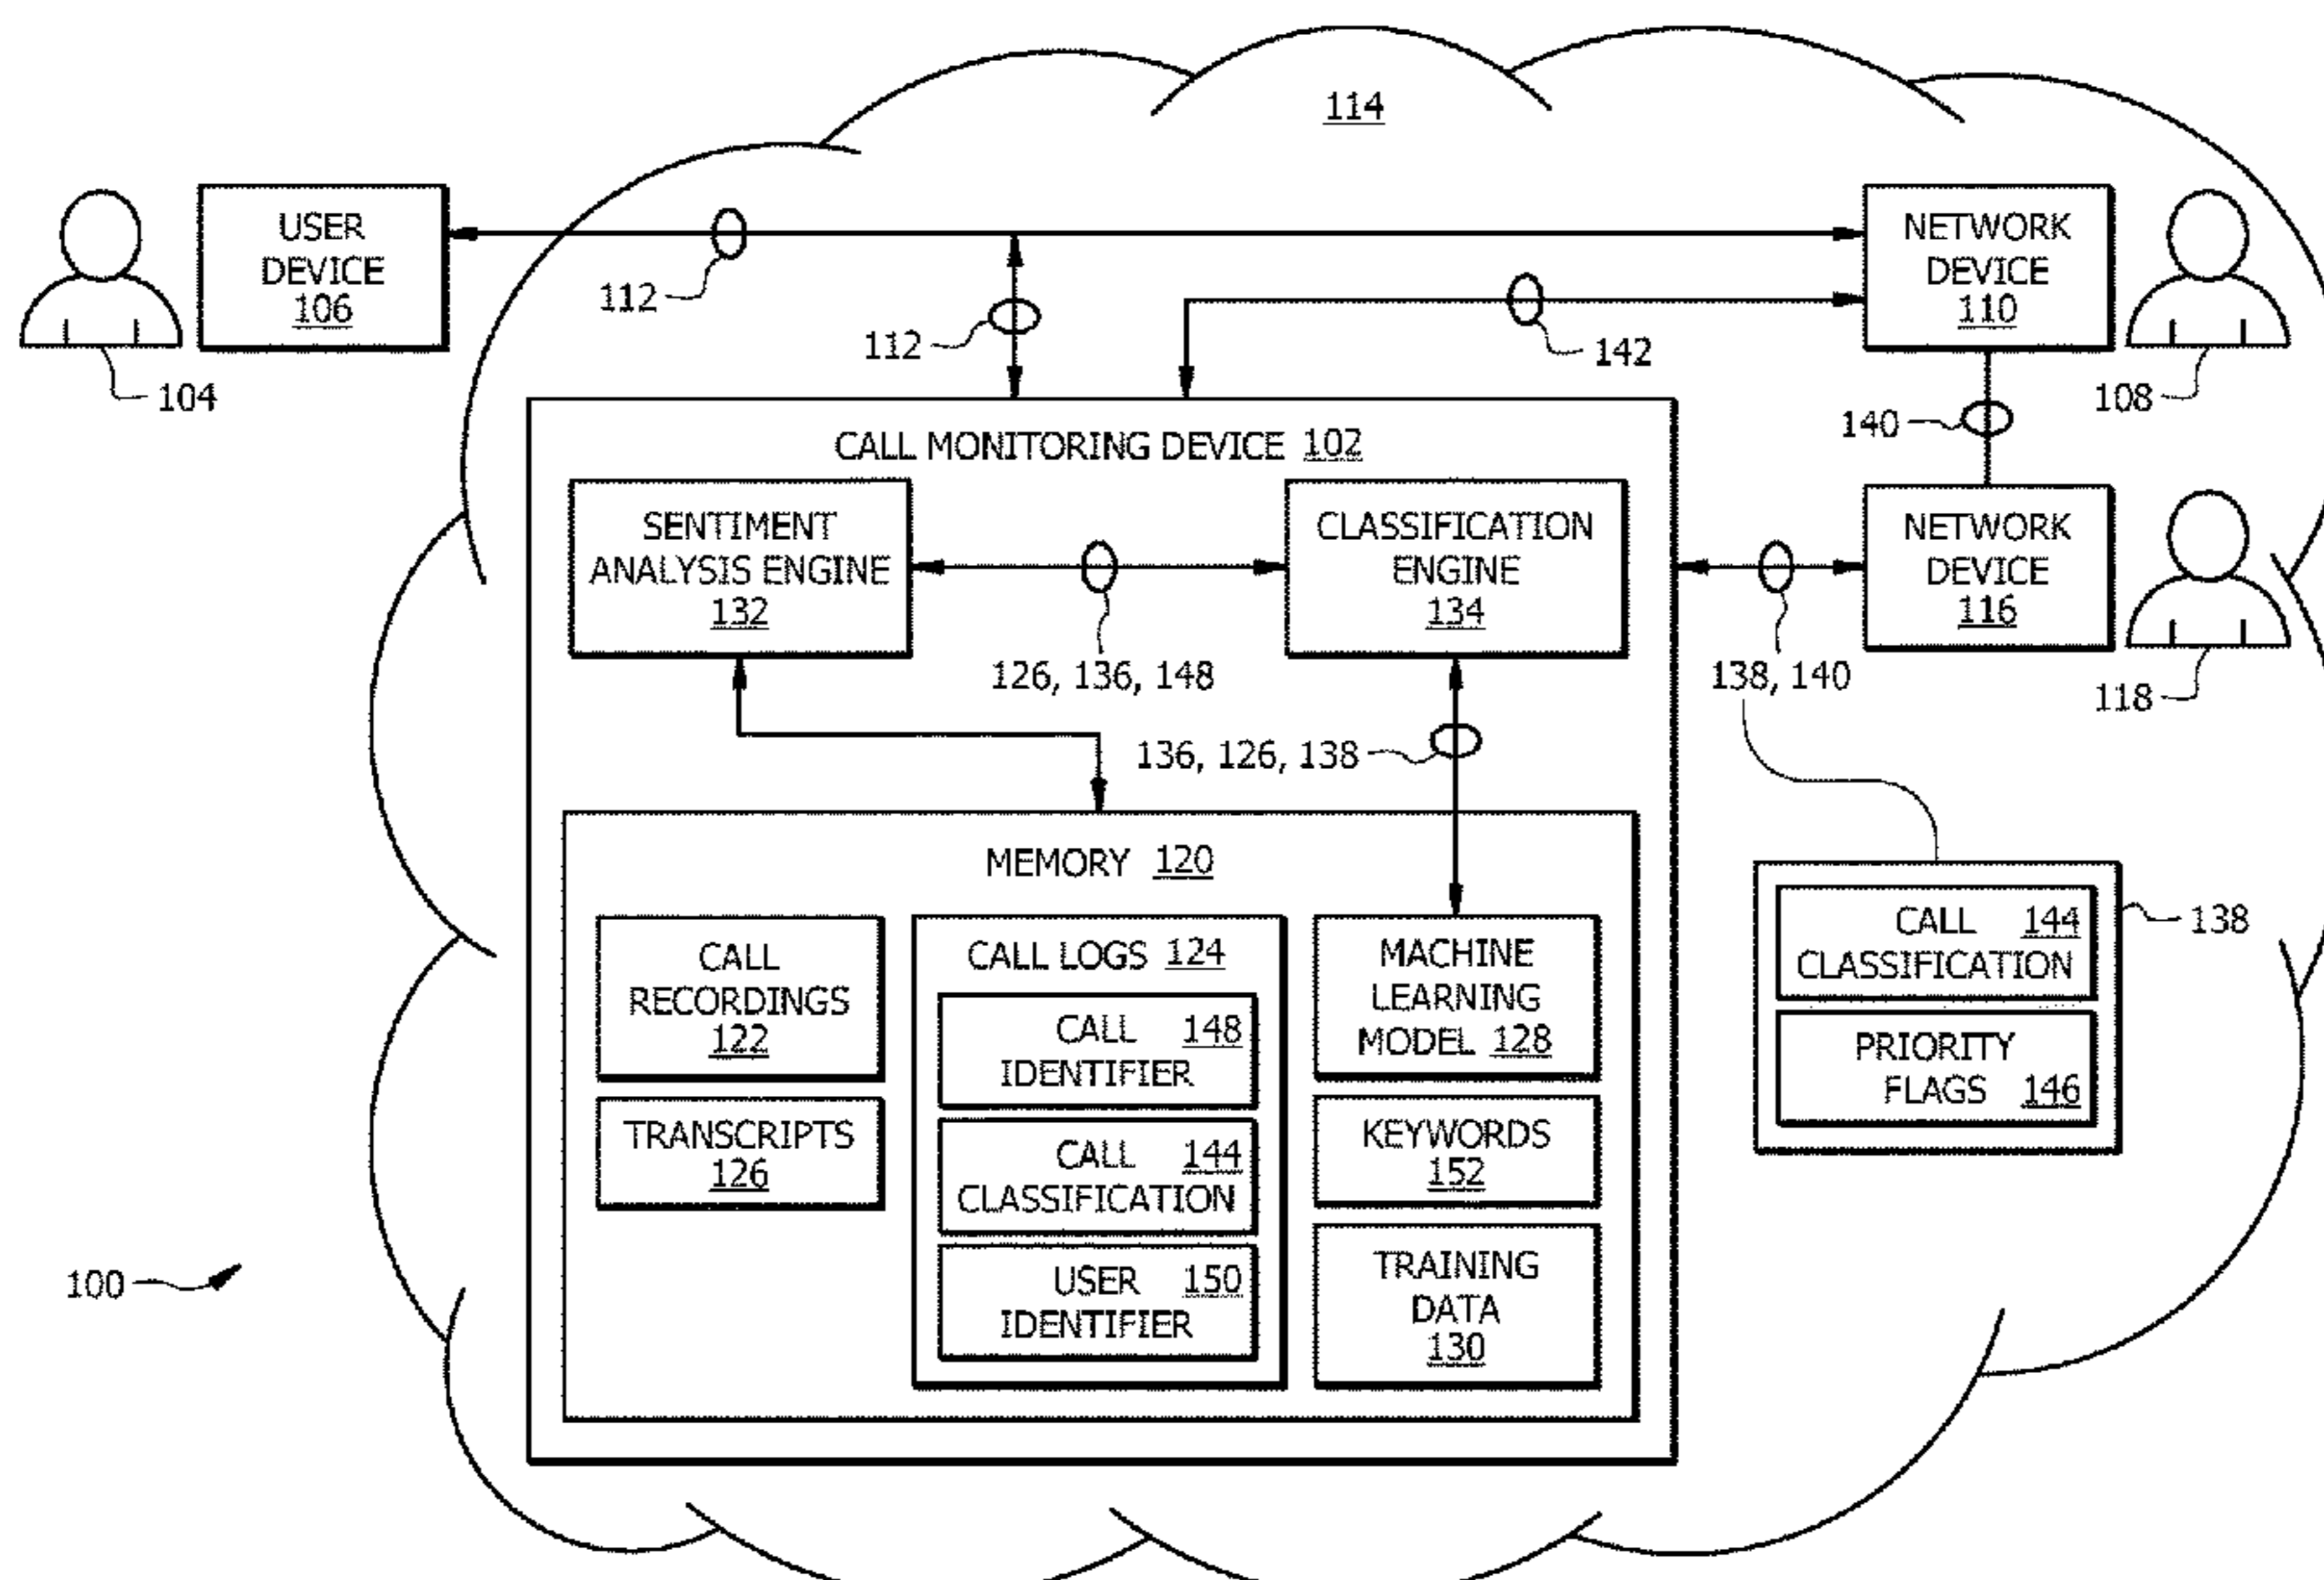 114
USER
DEVICE
106
104
112
112
142
NETWORK
DEVICE
110
108
140
CALL MONITORING DEVICE 102
SENTIMENT
ANALYSIS ENGINE
132
126, 136, 148
CLASSIFICATION
ENGINE
134
138, 140
NETWORK
DEVICE
116
118
136, 126, 138
MEMORY 120
CALL
RECORDINGS
122
TRANSCRIPTS
126
CALL LOGS 124
CALL 148
IDENTIFIER
CALL 144
CLASSIFICATION
USER 150
IDENTIFIER
MACHINE
LEARNING
MODEL 128
KEYWORDS
152
TRAINING
DATA
130
CALL 144
CLASSIFICATION
PRIORITY
FLAGS 146
138
100